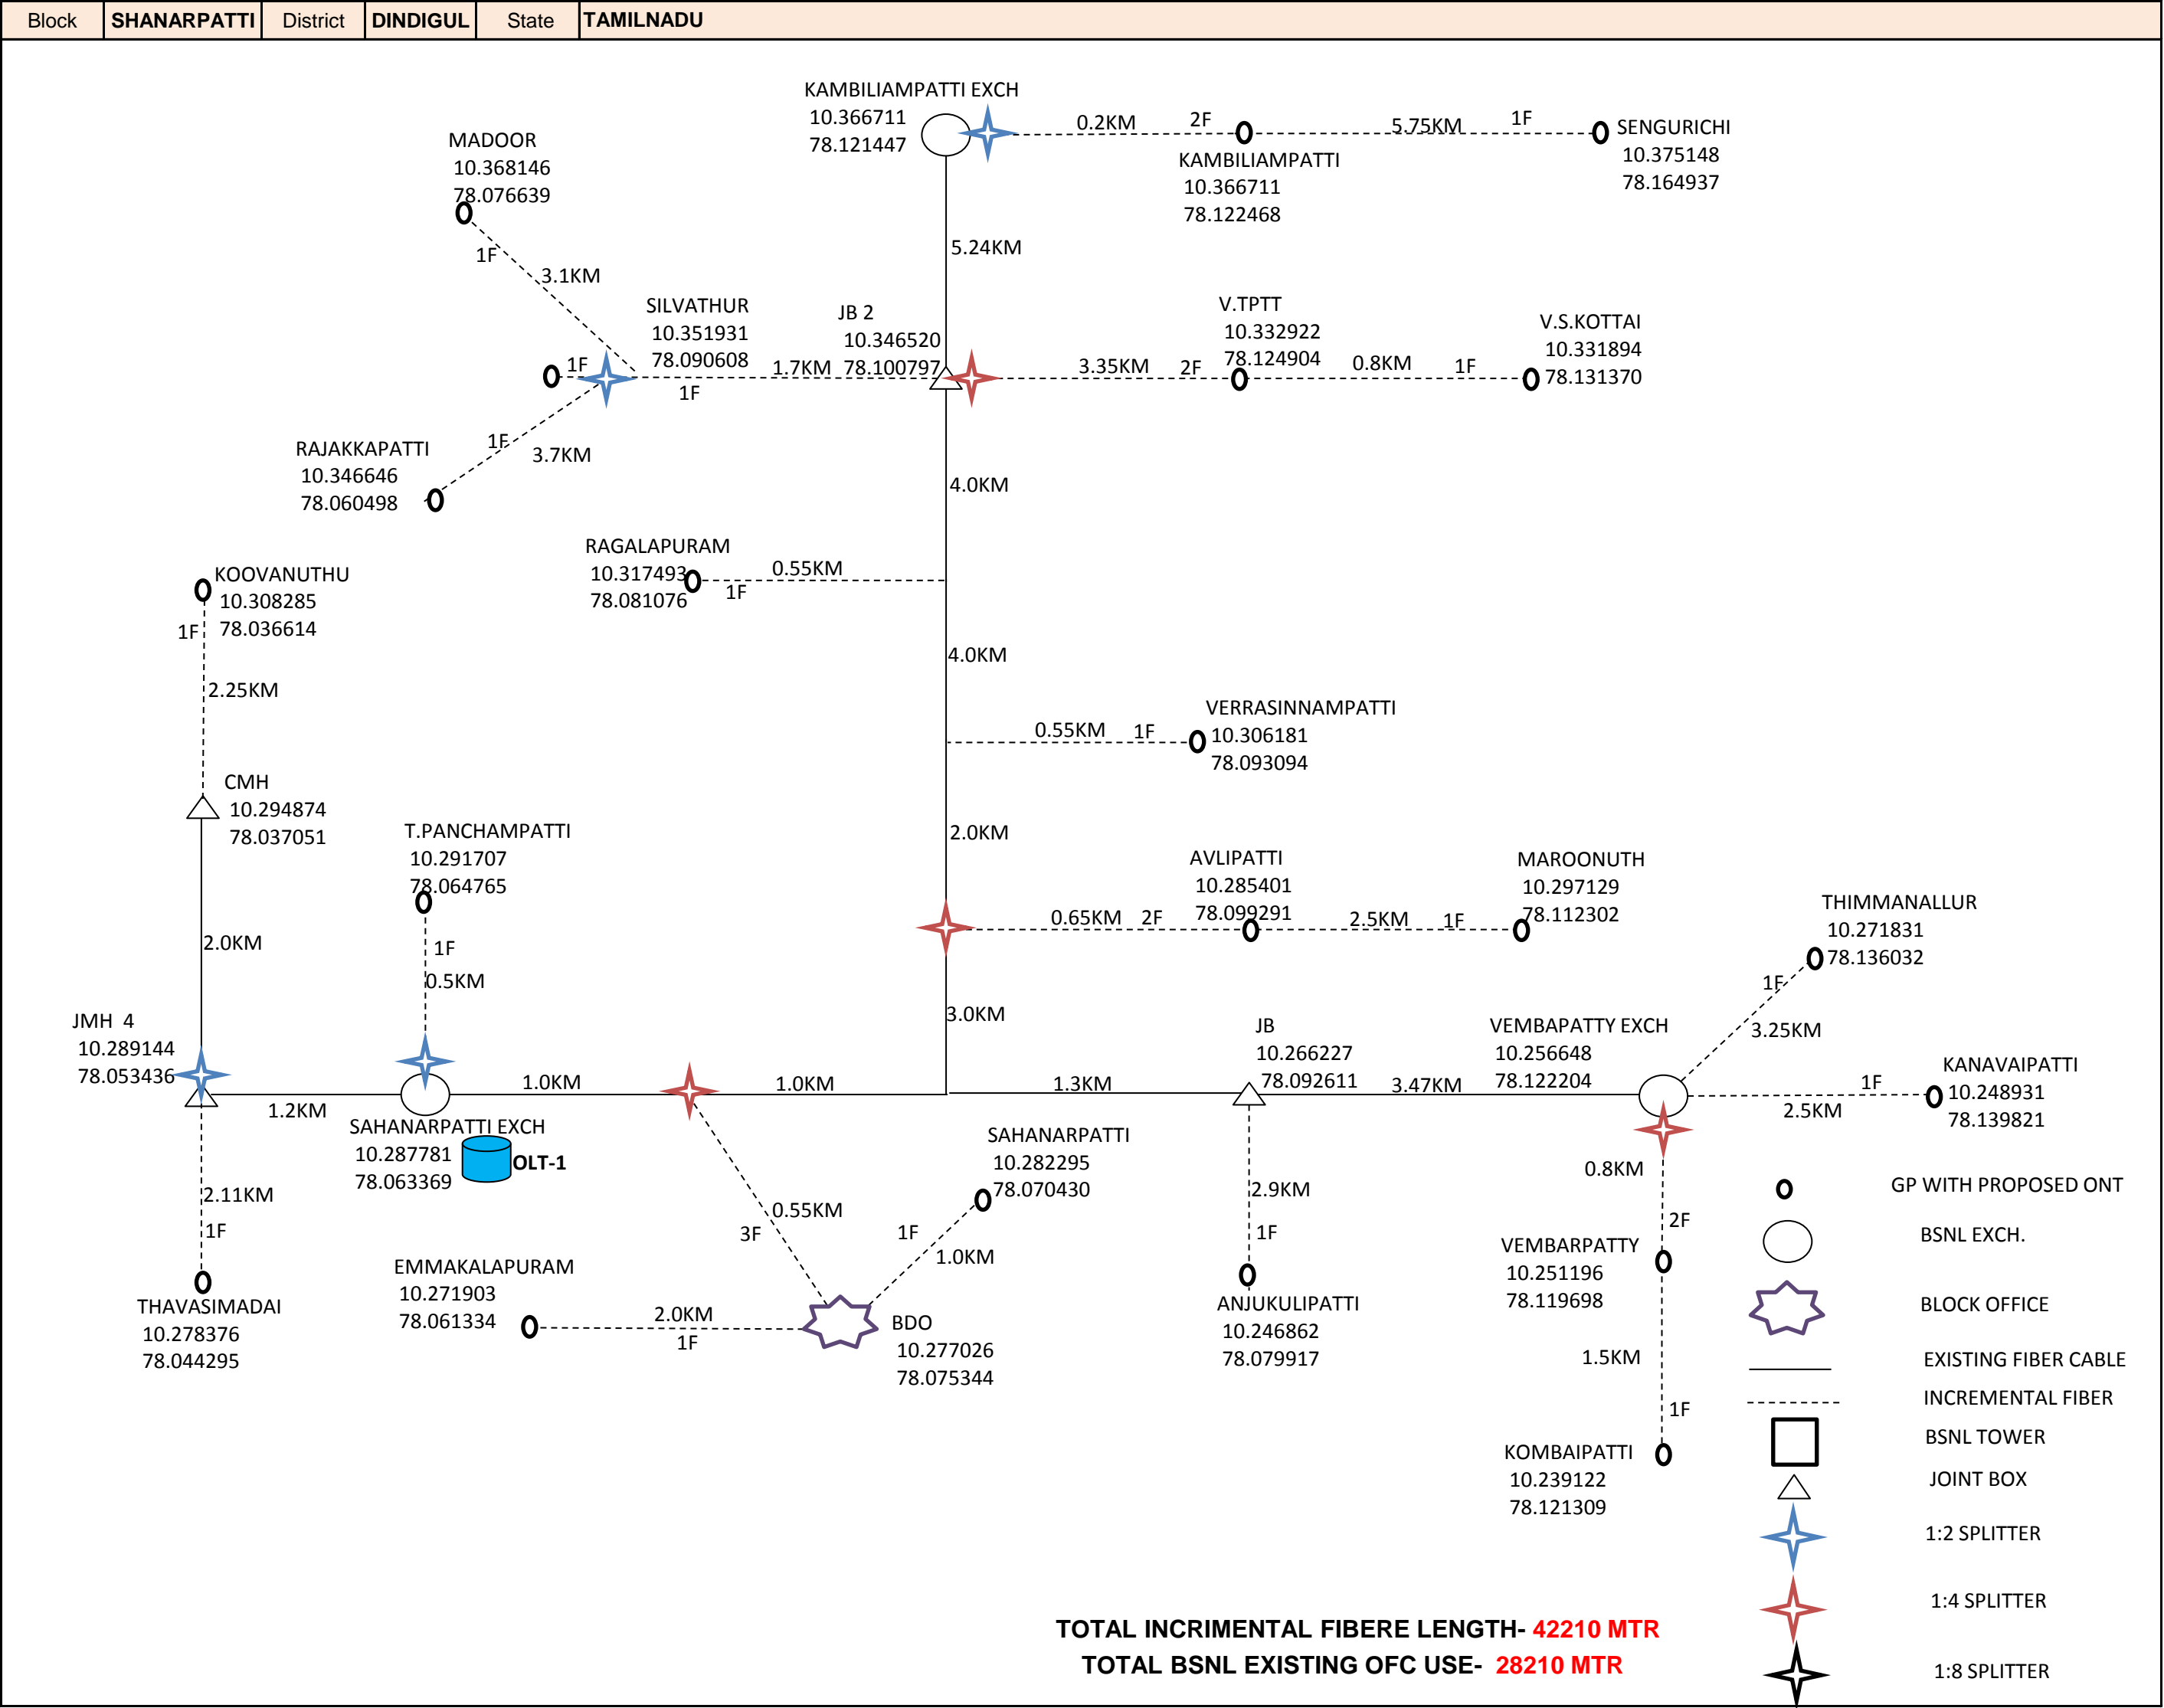 Block SHANARPATTI District DINDIGUL State TAMILNADU
KAMBILIAMPATTI EXCH
10.366711
78.121447
0.2KM 2F 5.75KM 1F
SENGURICHI
10.375148
78.164937
KAMBILIAMPATTI
10.366711
78.122468
MADOOR
10.368146
78.076639
1F
3.1KM
5.24KM
SILVATHUR
10.351931
78.090608
JB 2
10.346520
78.100797
V.TPTT
10.332922
78.124904
V.S.KOTTAI
10.331894
78.131370
1F
1F
1.7KM
3.35KM 2F
0.8KM 1F
RAJAKKAPATTI
10.346646
78.060498
1F
3.7KM
4.0KM
RAGALAPURAM
10.317493
78.081076
0.55KM
1F
KOOVANUTHU
10.308285
78.036614
1F
2.25KM
4.0KM
VERRASINNAMPATTI
10.306181
78.093094
0.55KM 1F
CMH
10.294874
78.037051
T.PANCHAMPATTI
10.291707
78.064765
2.0KM
AVLIPATTI
10.285401
78.099291
MAROONUTH
10.297129
78.112302
0.65KM 2F
2.5KM 1F
THIMMANALLUR
10.271831
78.136032
1F
3.25KM
2.0KM
1F
0.5KM
3.0KM
JMH 4
10.289144
78.053436
JB
10.266227
78.092611
VEMBAPATTY EXCH
10.256648
78.122204
KANAVAIPATTI
10.248931
78.139821
1F
2.5KM
1.2KM
1.0KM
1.0KM
1.3KM
3.47KM
SAHANARPATTI EXCH
10.287781
78.063369
OLT-1
SAHANARPATTI
10.282295
78.070430
0.55KM
3F
1F
1.0KM
2.11KM
1F
2.9KM
1F
0.8KM
2F
THAVASIMADAI
10.278376
78.044295
EMMAKALAPURAM
10.271903
78.061334
2.0KM
1F
BDO
10.277026
78.075344
ANJUKULIPATTI
10.246862
78.079917
VEMBARPATTY
10.251196
78.119698
1.5KM
1F
KOMBAIPATTI
10.239122
78.121309
GP WITH PROPOSED ONT
BSNL EXCH.
BLOCK OFFICE
EXISTING FIBER CABLE
INCREMENTAL FIBER
BSNL TOWER
JOINT BOX
1:2 SPLITTER
1:4 SPLITTER
1:8 SPLITTER
TOTAL INCRIMENTAL FIBERE LENGTH- 42210 MTR
TOTAL BSNL EXISTING OFC USE- 28210 MTR